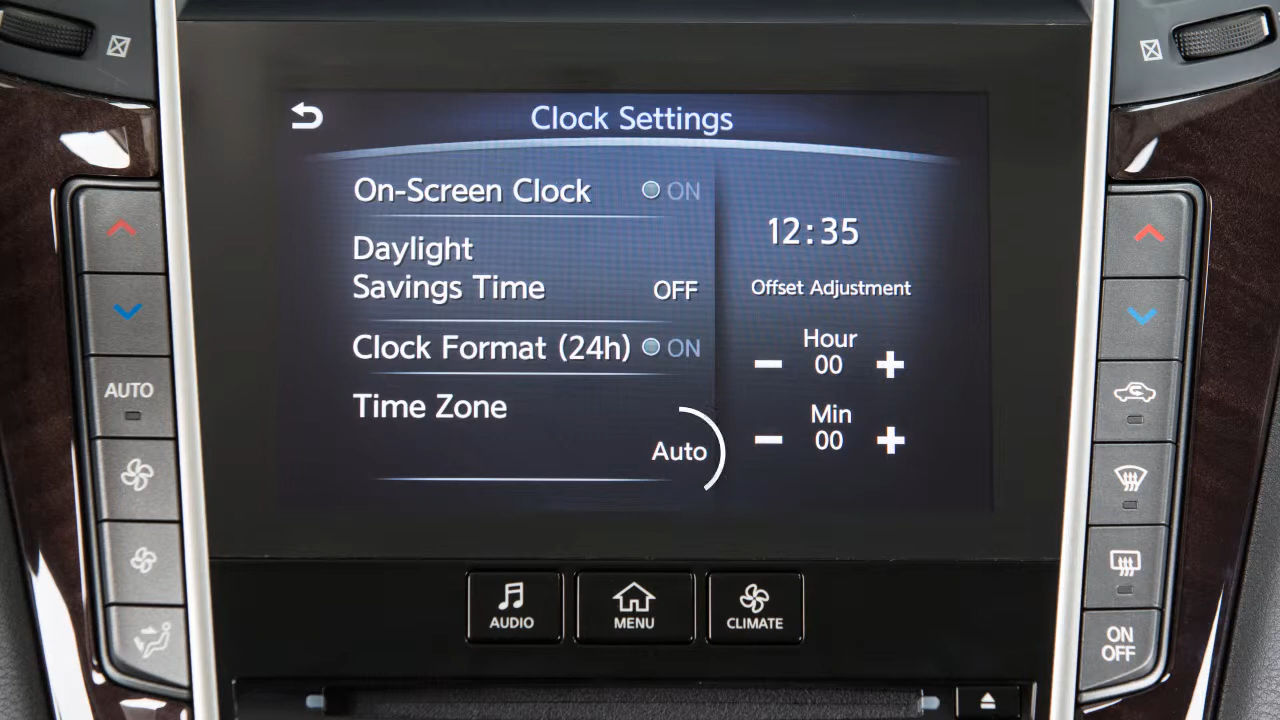 Clock Settings
On-Screen Clock ON
Daylight
Savings Time OFF
Clock Format (24h) ON
Time Zone
Auto
12:35
Offset Adjustment
Hour
− 00 +
Min
− 00 +
AUTO
AUDIO
MENU
CLIMATE
ON
OFF